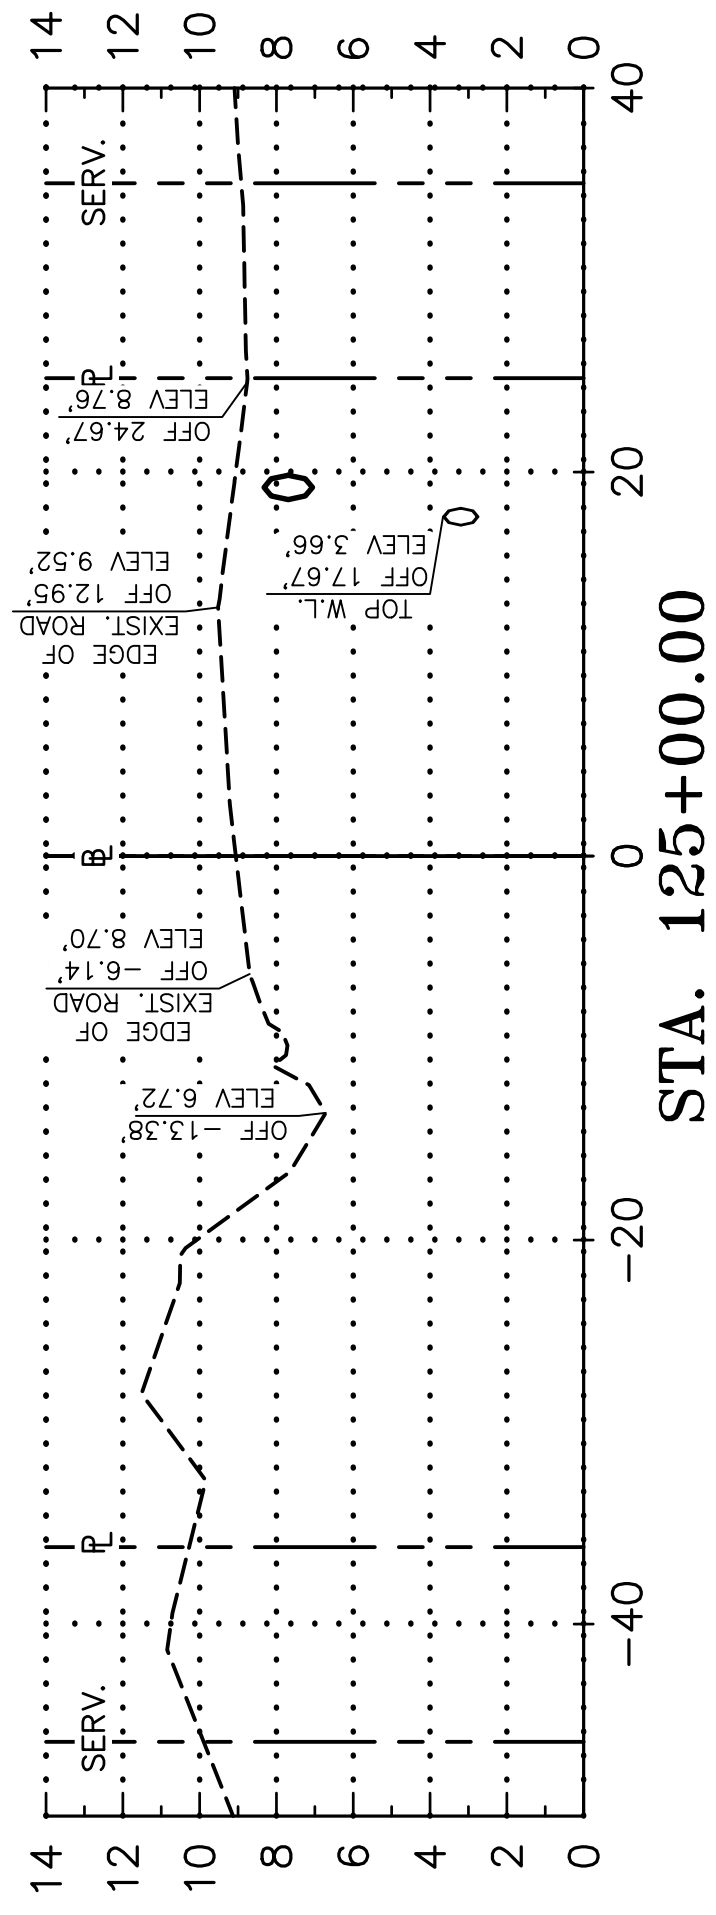 14
12
10
8
6
4
2
0
14
12
10
8
6
4
2
0
SERV.
PL
BL
PL
SERV.
OFF -13.38'
ELEV 6.72'
EDGE OF
EXIST. ROAD
OFF -6.14'
ELEV 8.70'
EDGE OF
EXIST. ROAD
OFF 12.95'
ELEV 9.52'
TOP W.L.
OFF 17.67'
ELEV 3.66'
OFF 24.67'
ELEV 8.76'
-40
-20
0
20
40
STA. 125+00.00